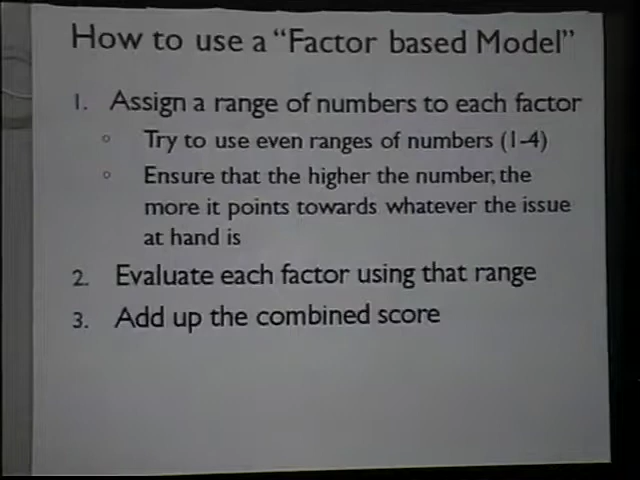 How to use a “Factor based Model”
1. Assign a range of numbers to each factor
◦ Try to use even ranges of numbers (1-4)
◦ Ensure that the higher the number, the
more it points towards whatever the issue
at hand is
2. Evaluate each factor using that range
3. Add up the combined score